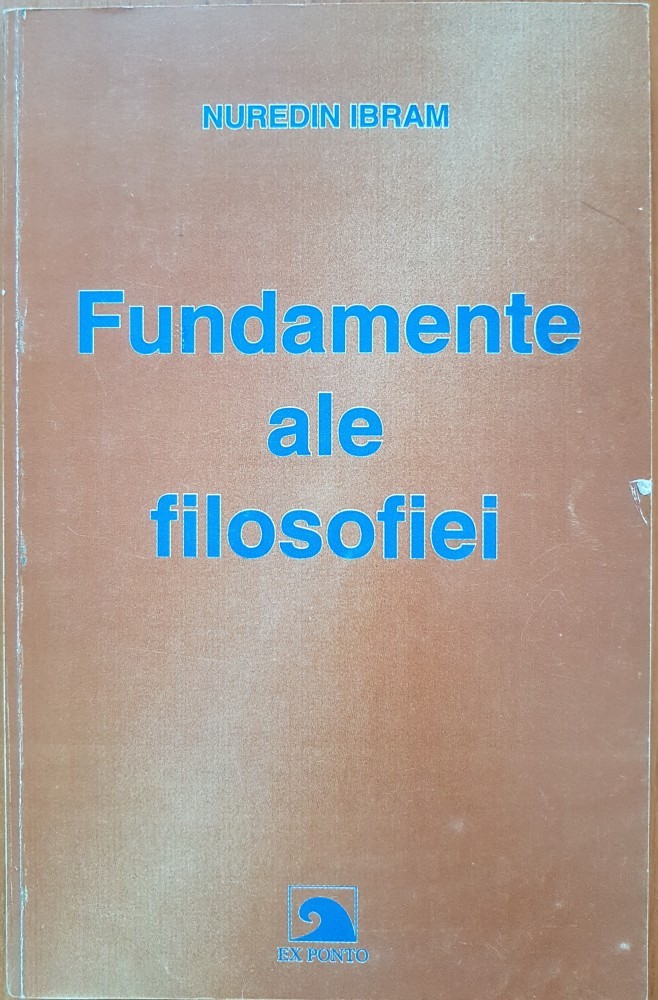 NUREDIN IBRAM
Fundamente
ale
filosofiei
EX PONTO